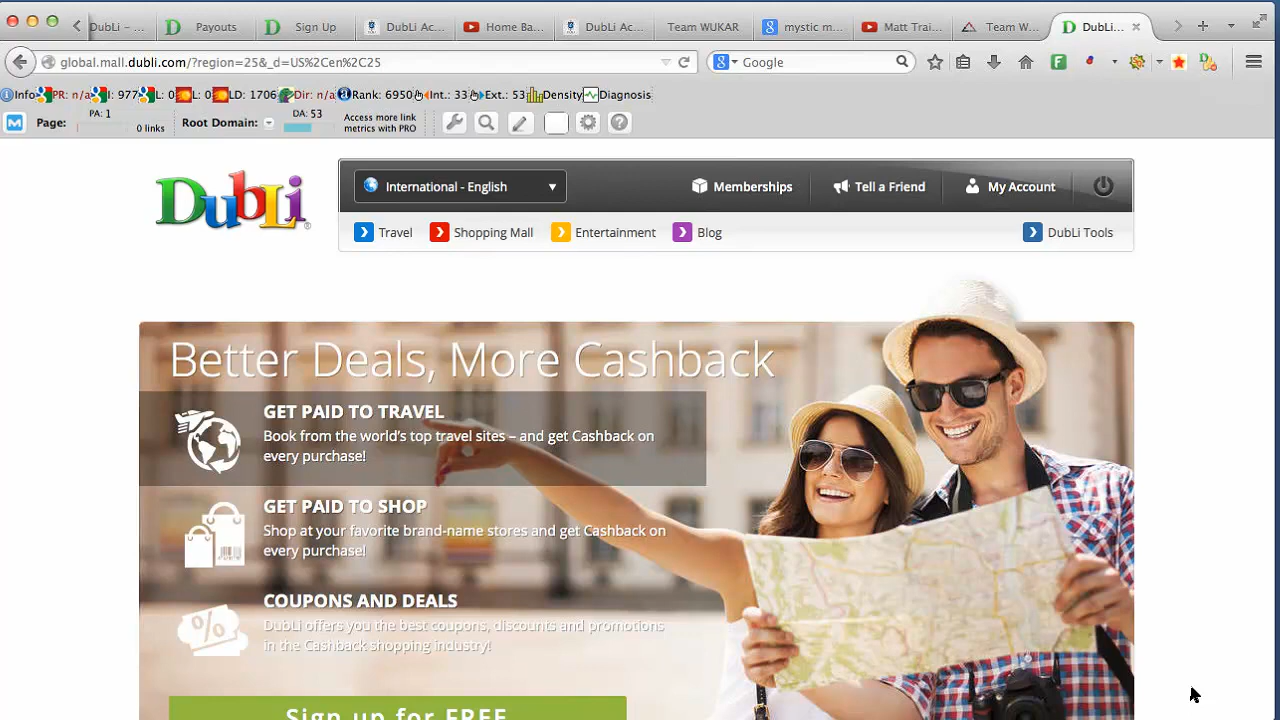 DubLi – ...
Payouts
Sign Up
DubLi Ac...
Home Ba...
DubLi Ac...
Team WUKAR
mystic m...
Matt Trai...
Team W...
DubLi...
global.mall.dubli.com/?region=25&_d=US%2Cen%2C25
Google
Info PR: n/a I: 977 L: 0 L: 0 LD: 1706 Dir: n/a Rank: 6950 Int.: 33 Ext.: 53 Density Diagnosis
Page:
PA: 1
0 links
Root Domain:
DA: 53
Access more link
metrics with PRO
DubLi®
International - English
Memberships
Tell a Friend
My Account
Travel
Shopping Mall
Entertainment
Blog
DubLi Tools
Better Deals, More Cashback
GET PAID TO TRAVEL
Book from the world's top travel sites – and get Cashback on
every purchase!
GET PAID TO SHOP
Shop at your favorite brand-name stores and get Cashback on
every purchase!
COUPONS AND DEALS
DubLi offers you the best coupons, discounts and promotions
in the Cashback shopping industry!
Sign up for FREE